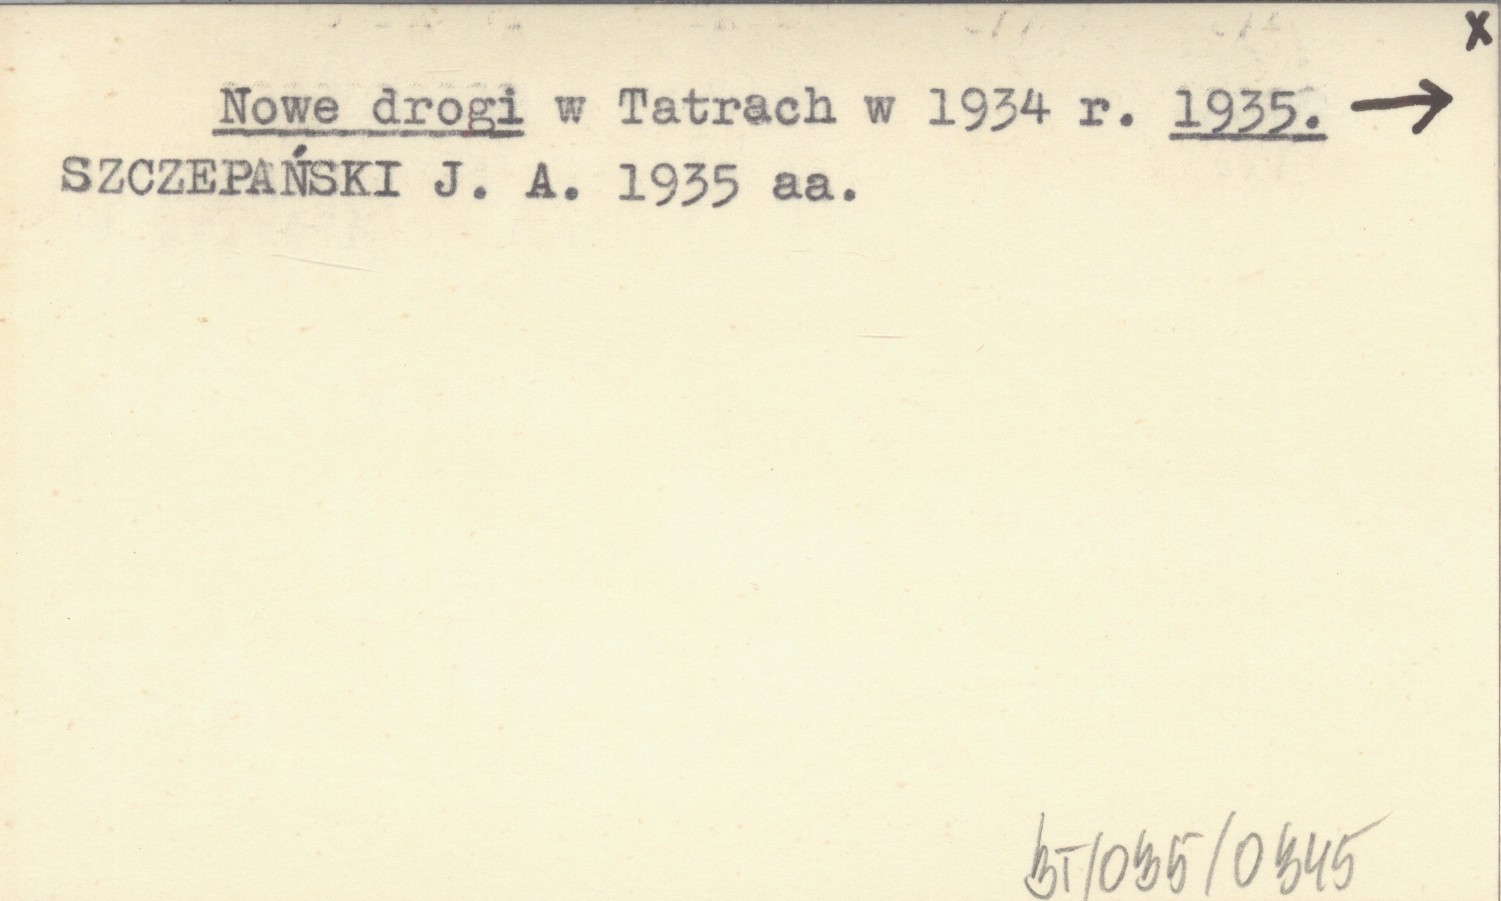 x
Nowe drogi w Tatrach w 1934 r. 1935. →
SZCZEPAŃSKI J. A. 1935 aa.
BT/035/0345